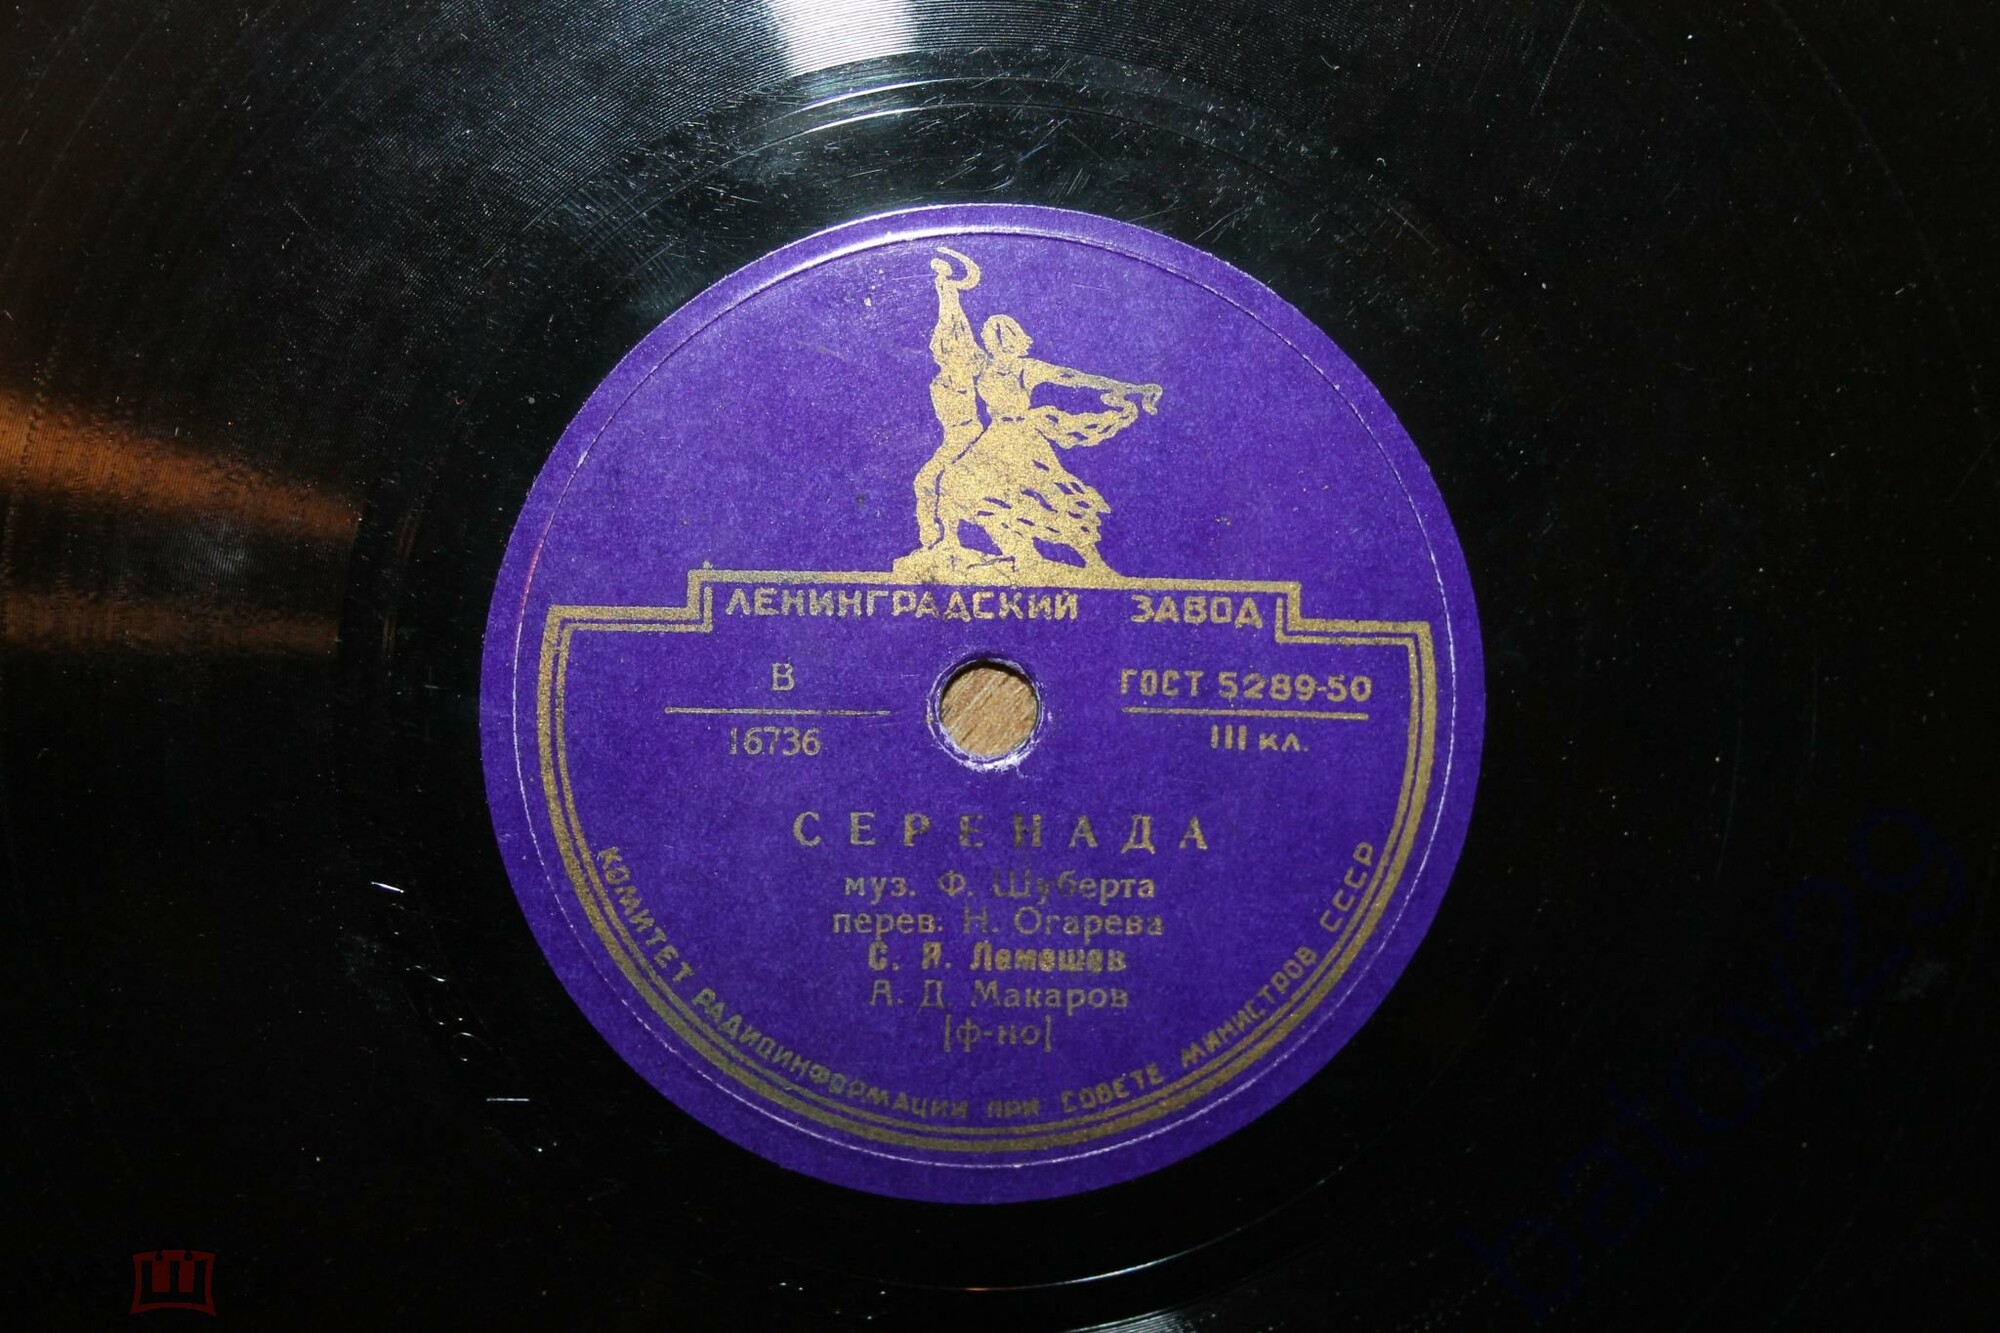 ЛЕНИНГРАДСКИЙ ЗАВОД
В
16736
ГОСТ 5289-50
III кл.
СЕРЕНАДА
муз. Ф. Шуберта
перев. Н. Огарева
С. Я. Лемешев
А. Д. Макаров
[ф-но]
КОМИТЕТ РАДИОИНФОРМАЦИИ ПРИ СОВЕТЕ МИНИСТРОВ СССР
batov29